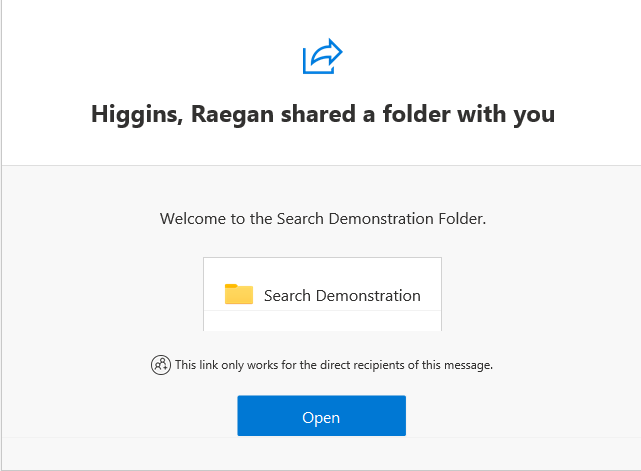 Higgins, Raegan shared a folder with you
Welcome to the Search Demonstration Folder.
Search Demonstration
This link only works for the direct recipients of this message.
Open